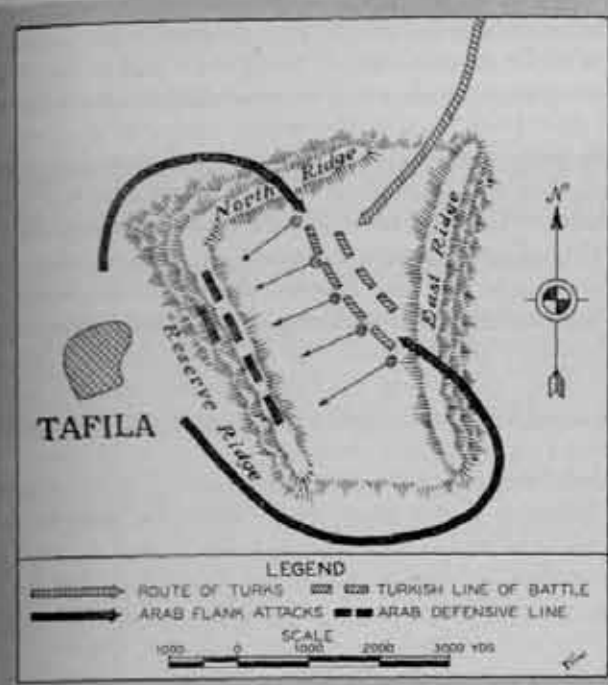 N
North Ridge
East Ridge
Reserve Ridge
TAFILA
LEGEND
ROUTE OF TURKS TURKISH LINE OF BATTLE
ARAB FLANK ATTACKS ARAB DEFENSIVE LINE
SCALE
1000 0 1000 2000 3000 YDS